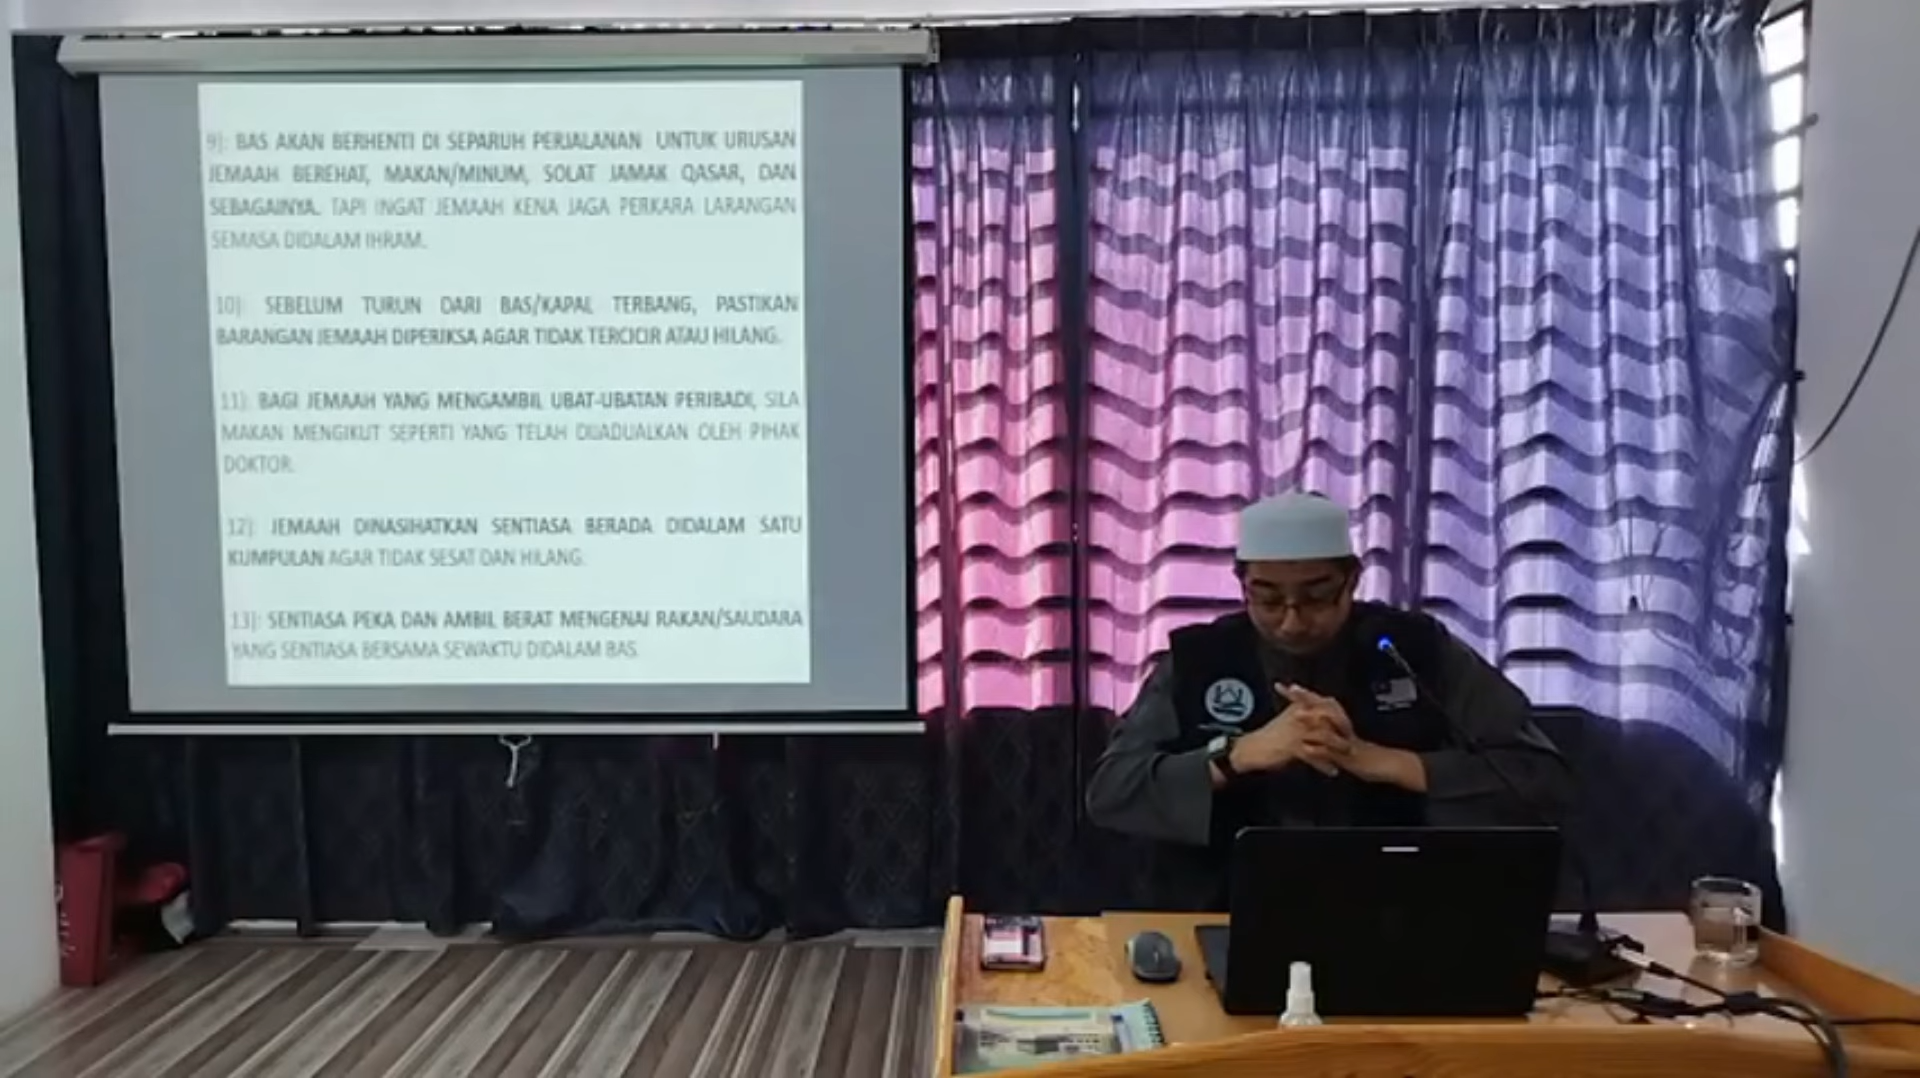 9): BAS AKAN BERHENTI DI SEPARUH PERJALANAN UNTUK URUSAN
JEMAAH BEREHAT, MAKAN/MINUM, SOLAT JAMAK QASAR, DAN
SEBAGAINYA. TAPI INGAT JEMAAH KENA JAGA PERKARA LARANGAN
SEMASA DIDALAM IHRAM.
10): SEBELUM TURUN DARI BAS/KAPAL TERBANG, PASTIKAN
BARANGAN JEMAAH DIPERIKSA AGAR TIDAK TERCICIR ATAU HILANG.
11): BAGI JEMAAH YANG MENGAMBIL UBAT-UBATAN PERIBADI, SILA
MAKAN MENGIKUT SEPERTI YANG TELAH DIJADUALKAN OLEH PIHAK
DOKTOR.
12): JEMAAH DINASIHATKAN SENTIASA BERADA DIDALAM SATU
KUMPULAN AGAR TIDAK SESAT DAN HILANG.
13): SENTIASA PEKA DAN AMBIL BERAT MENGENAI RAKAN/SAUDARA
YANG SENTIASA BERSAMA SEWAKTU DIDALAM BAS.